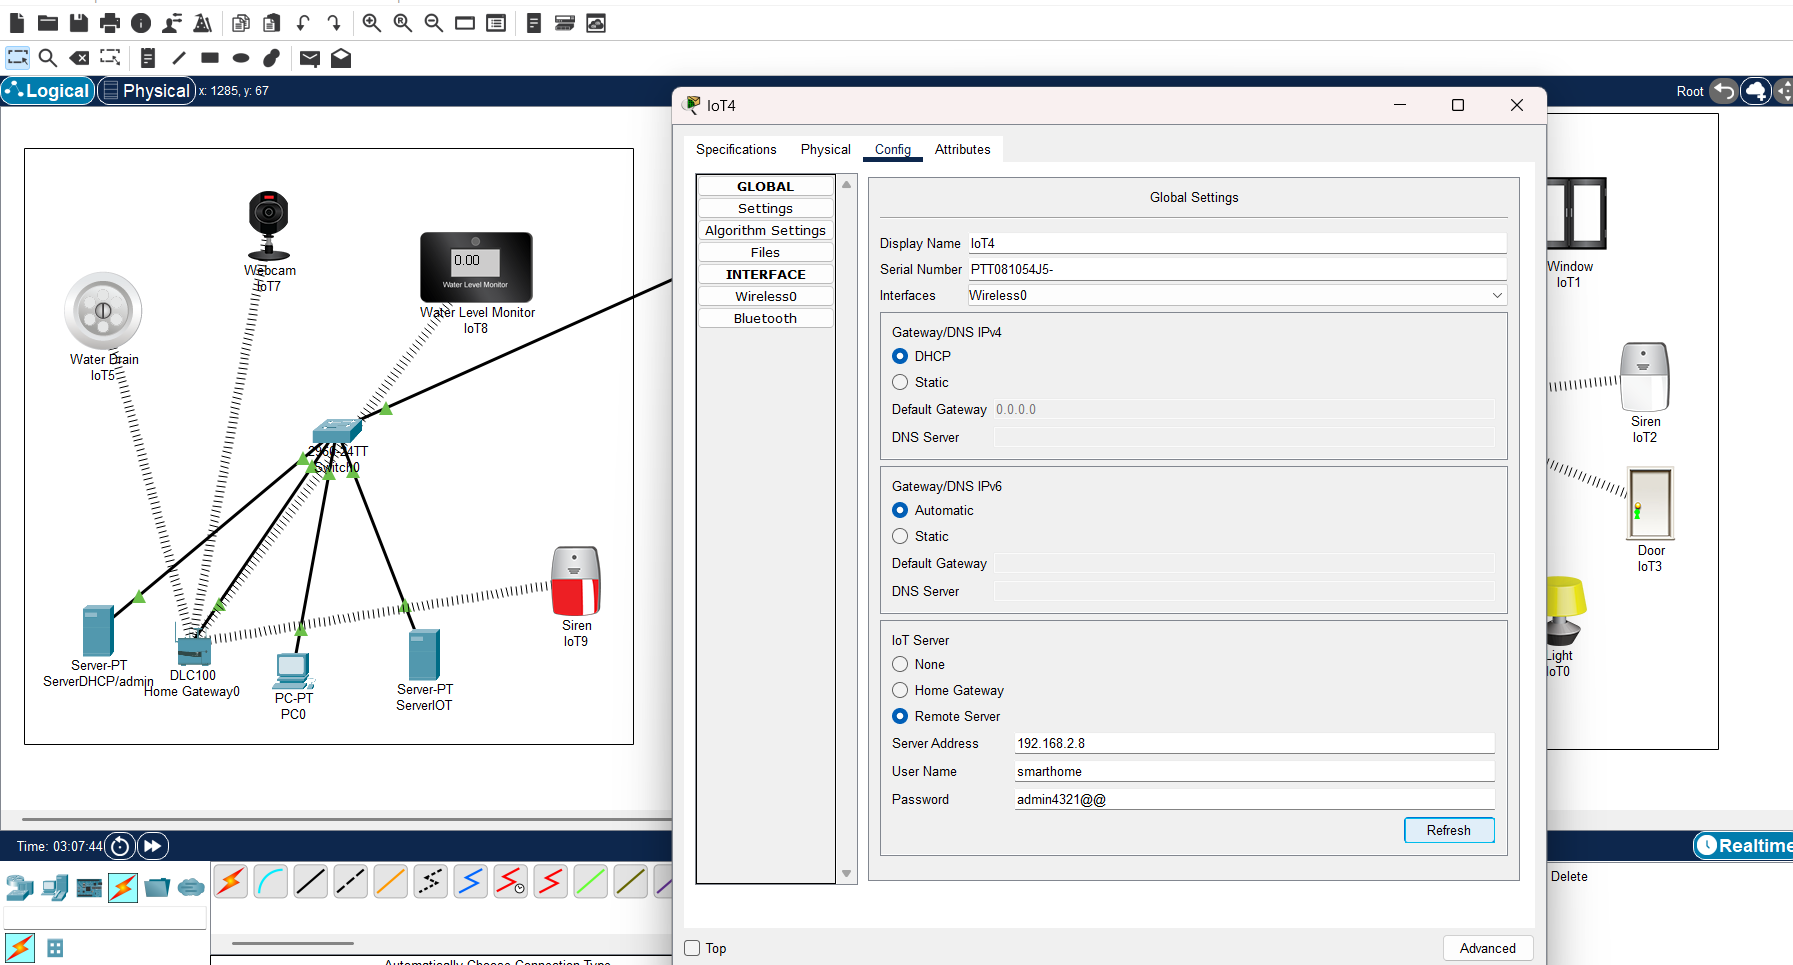 Logical
Physical
x: 1285, y: 67
Root
IoT4
Specifications
Physical
Config
Attributes
GLOBAL
Settings
Algorithm Settings
Files
INTERFACE
Wireless0
Bluetooth
Global Settings
Display Name IoT4
Serial Number PTT081054J5-
Interfaces Wireless0
Gateway/DNS IPv4
DHCP
Static
Default Gateway 0.0.0.0
DNS Server
Gateway/DNS IPv6
Automatic
Static
Default Gateway
DNS Server
IoT Server
None
Home Gateway
Remote Server
Server Address 192.168.2.8
User Name smarthome
Password admin4321@@
Refresh
Top
Advanced
Webcam
IoT7
0.00
Water Level Monitor
Water Level Monitor
IoT8
Water Drain
IoT5
2960-24TT
Switch0
Siren
IoT9
Server-PT
ServerDHCP/admin
DLC100
Home Gateway0
PC-PT
PC0
Server-PT
ServerIOT
Window
IoT1
Siren
IoT2
Door
IoT3
Light
IoT0
Time: 03:07:44
Realtime
Delete
Automatically Choose Connection Type